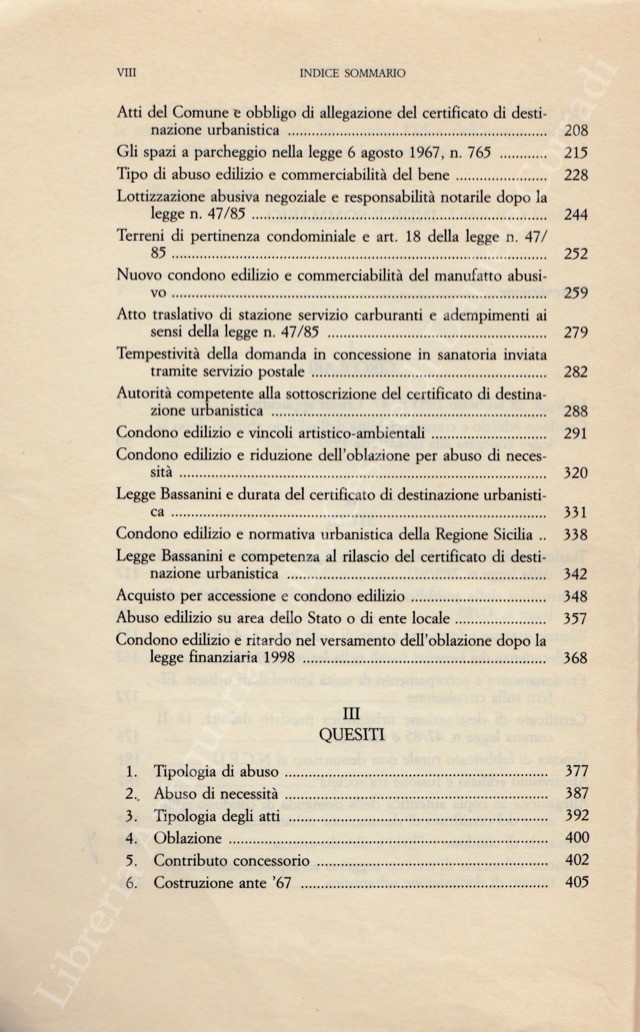 VIII INDICE SOMMARIO
Atti del Comune e obbligo di allegazione del certificato di desti-
nazione urbanistica ................................................................. 208
Gli spazi a parcheggio nella legge 6 agosto 1967, n. 765 ............ 215
Tipo di abuso edilizio e commerciabilità del bene ....................... 228
Lottizzazione abusiva negoziale e responsabilità notarile dopo la
legge n. 47/85 .......................................................................... 244
Terreni di pertinenza condominiale e art. 18 della legge n. 47/
85 ..................................................................................................... 252
Nuovo condono edilizio e commerciabilità del manufatto abusi-
vo ..................................................................................................... 259
Atto traslativo di stazione servizio carburanti e adempimenti ai
sensi della legge n. 47/85 ....................................................... 279
Tempestività della domanda in concessione in sanatoria inviata
tramite servizio postale ........................................................... 282
Autorità competente alla sottoscrizione del certificato di destina-
zione urbanistica ..................................................................... 288
Condono edilizio e vincoli artistico-ambientali ............................. 291
Condono edilizio e riduzione dell'oblazione per abuso di neces-
sità ............................................................................................ 320
Legge Bassanini e durata del certificato di destinazione urbanisti-
ca .............................................................................................. 331
Condono edilizio e normativa urbanistica della Regione Sicilia .. 338
Legge Bassanini e competenza al rilascio del certificato di desti-
nazione urbanistica ................................................................. 342
Acquisto per accessione e condono edilizio .................................. 348
Abuso edilizio su area dello Stato o di ente locale ....................... 357
Condono edilizio e ritardo nel versamento dell'oblazione dopo la
legge finanziaria 1998 ............................................................. 368
III
QUESITI
1. Tipologia di abuso .................................................................. 377
2. Abuso di necessità .................................................................. 387
3. Tipologia degli atti ................................................................. 392
4. Oblazione ................................................................................ 400
5. Contributo concessorio .......................................................... 402
6. Costruzione ante '67 .............................................................. 405